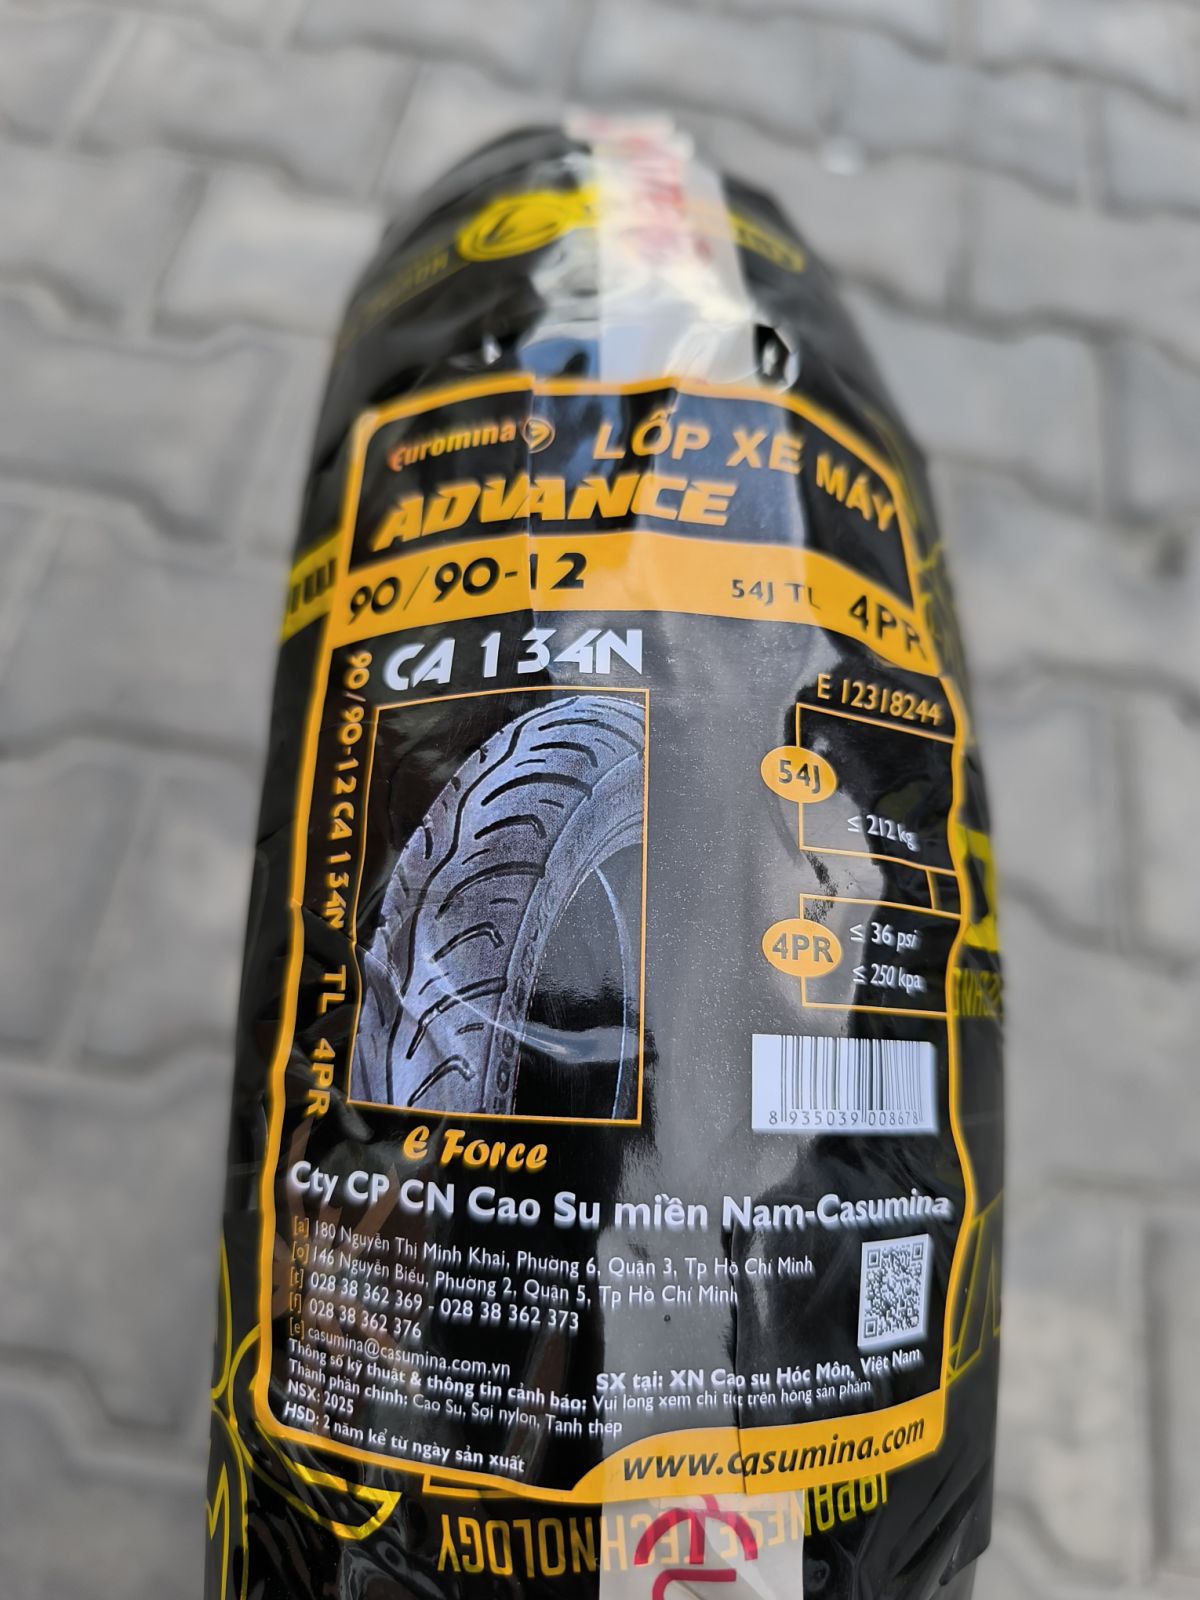 Euromina
LỐP XE MÁY
ADVANCE
90/90-12
54J TL 4PR
CA 134N
90/90-12 CA 134N TL 4PR
E 12318244
54J
≤ 212 kg
4PR
≤ 36 psi
≤ 250 kpa
8 935039 008678
E Force
Cty CP CN Cao Su miền Nam-Casumina
[a] 180 Nguyễn Thị Minh Khai, Phường 6, Quận 3, Tp Hồ Chí Minh
[o] 146 Nguyễn Biểu, Phường 2, Quận 5, Tp Hồ Chí Minh
[t] 028 38 362 369 - 028 38 362 373
[f] 028 38 362 376
[e] casumina@casumina.com.vn
SX tại: XN Cao su Hóc Môn, Việt Nam
Thông số kỹ thuật & thông tin cảnh báo: Vui lòng xem chi tiết trên hông sản phẩm
Thành phần chính: Cao Su, Sợi nylon, Tanh thép
NSX: 2025
HSD: 2 năm kể từ ngày sản xuất
www.casumina.com
JAPANESE TECHNOLOGY